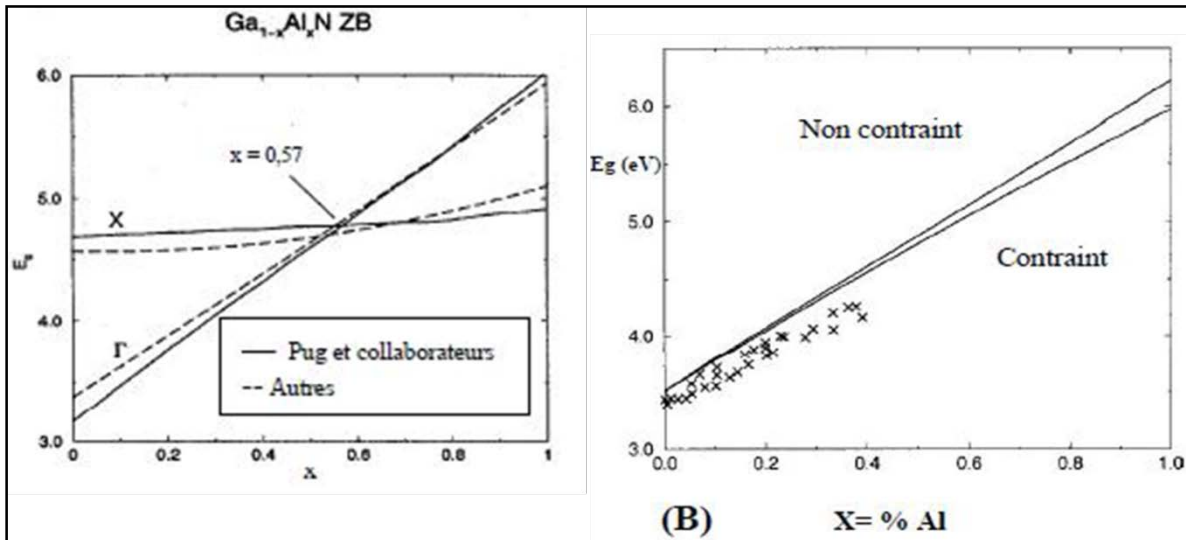 Ga₁₋ₓAlₓN ZB
6.0
5.0
4.0
3.0
E₉
x = 0,57
X
Γ
Pug et collaborateurs
Autres
0 0.2 0.4 0.6 0.8 1
x
6.0
5.0
4.0
3.0
Eg (eV)
Non contraint
Contraint
0.0 0.2 0.4 0.6 0.8 1.0
(B) X= % Al